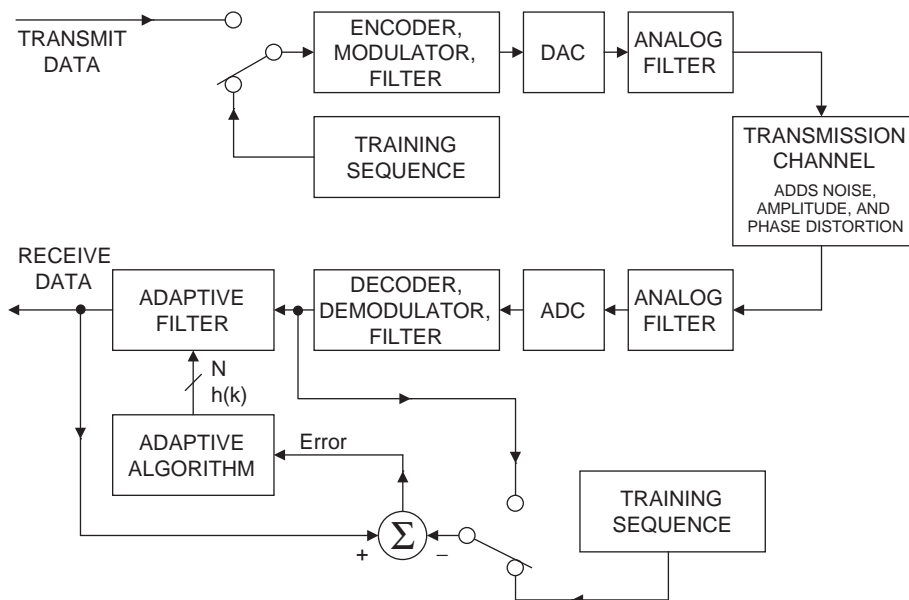 TRANSMIT
DATA
ENCODER,
MODULATOR,
FILTER
DAC
ANALOG
FILTER
TRAINING
SEQUENCE
TRANSMISSION
CHANNEL
ADDS NOISE,
AMPLITUDE, AND
PHASE DISTORTION
RECEIVE
DATA
ADAPTIVE
FILTER
DECODER,
DEMODULATOR,
FILTER
ADC
ANALOG
FILTER
N
h(k)
ADAPTIVE
ALGORITHM
Error
Σ
+
−
TRAINING
SEQUENCE